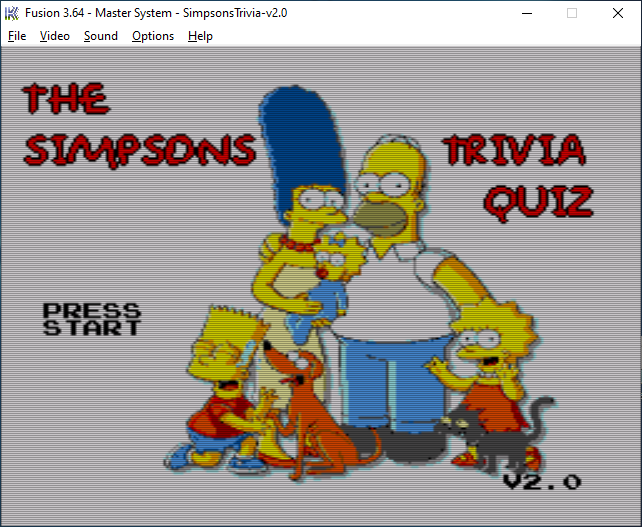 Fusion 3.64 - Master System - SimpsonsTrivia-v2.0
File Video Sound Options Help
THE
SIMPSONS TRIVIA
QUIZ
PRESS
START
V2.0